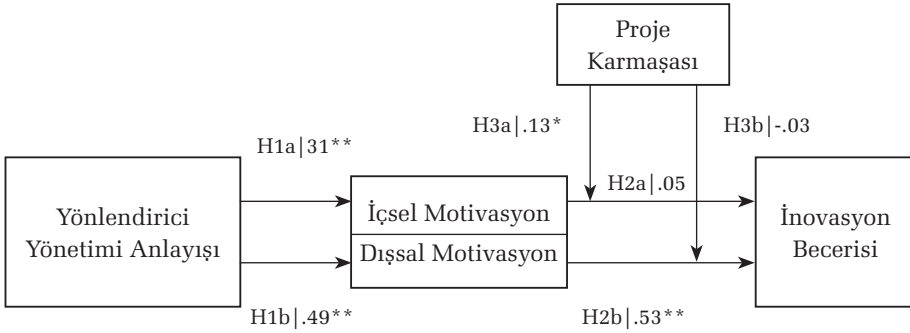 Proje
Karmaşası
H3a|.13*
H3b|-.03
H1a|31**
H2a|.05
Yönlendirici
Yönetimi Anlayışı
İçsel Motivasyon
Dışsal Motivasyon
İnovasyon
Becerisi
H1b|.49**
H2b|.53**